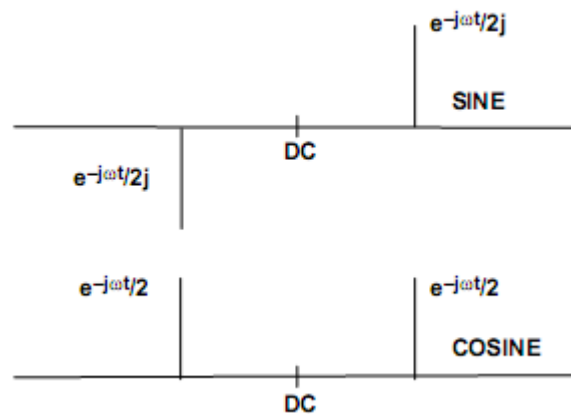 e–jωt/2j
SINE
DC
e–jωt/2j
e–jωt/2
e–jωt/2
COSINE
DC